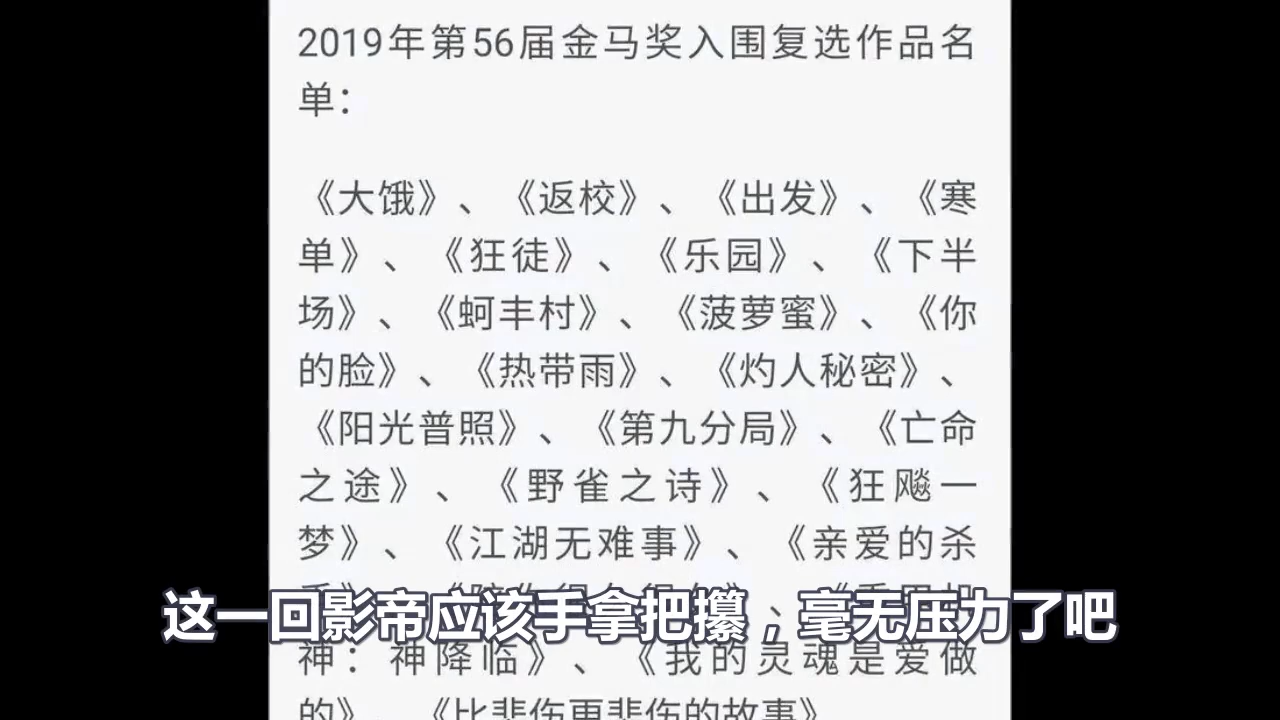 2019年第56届金马奖入围复选作品名
单：
《大饿》、《返校》、《出发》、《寒
单》、《狂徒》、《乐园》、《下半
场》、《蚵丰村》、《菠萝蜜》、《你
的脸》、《热带雨》、《灼人秘密》、
《阳光普照》、《第九分局》、《亡命
之途》、《野雀之诗》、《狂飚一
梦》、《江湖无难事》、《亲爱的杀
这一回影帝应该手拿把攥，毫无压力了吧
神：神降临》、《我的灵魂是爱做
的》、《比悲伤更悲伤的故事》